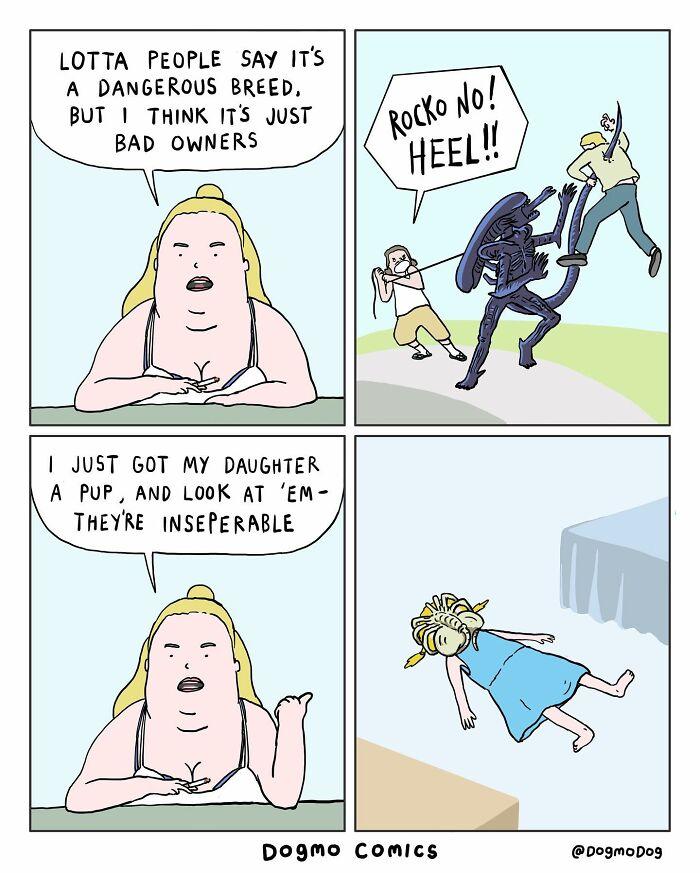 LOTTA PEOPLE SAY IT'S
A DANGEROUS BREED,
BUT I THINK IT'S JUST
BAD OWNERS
ROCKO NO!
HEEL!!
I JUST GOT MY DAUGHTER
A PUP, AND LOOK AT 'EM-
THEY'RE INSEPERABLE
DOgmo COmIcs
@DOgmoDOg